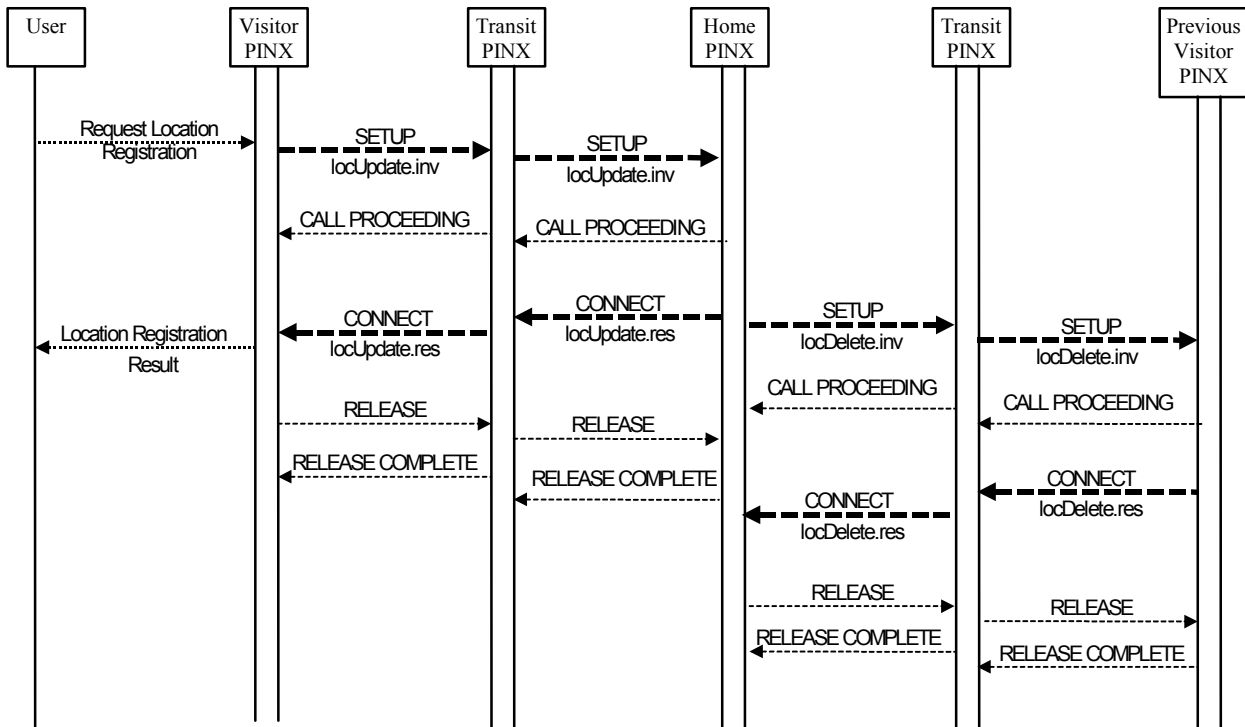 User
Visitor
PINX
Transit
PINX
Home
PINX
Transit
PINX
Previous
Visitor
PINX
Request Location
Registration
SETUP
locUpdate.inv
SETUP
locUpdate.inv
CALL PROCEEDING
CALL PROCEEDING
CONNECT
locUpdate.res
CONNECT
locUpdate.res
Location Registration
Result
SETUP
locDelete.inv
SETUP
locDelete.inv
CALL PROCEEDING
CALL PROCEEDING
RELEASE
RELEASE
RELEASE COMPLETE
RELEASE COMPLETE
CONNECT
locDelete.res
CONNECT
locDelete.res
RELEASE
RELEASE
RELEASE COMPLETE
RELEASE COMPLETE